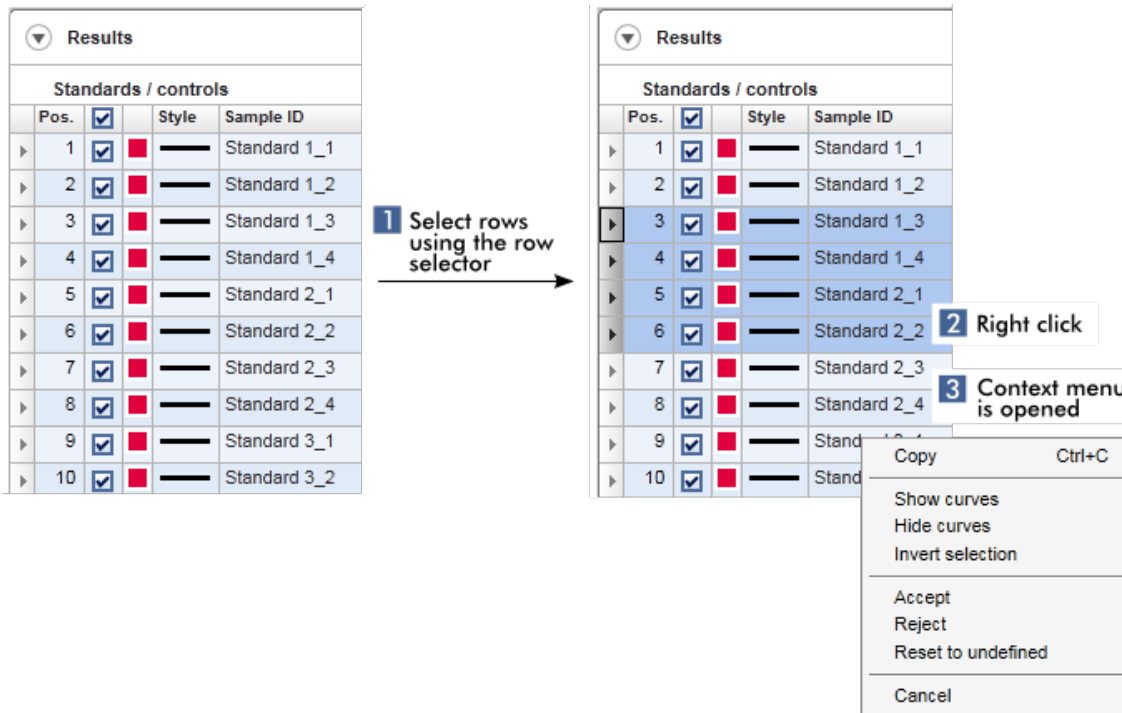 Results
Standards / controls
Pos. Style Sample ID
1 Standard 1_1
2 Standard 1_2
3 Standard 1_3
4 Standard 1_4
5 Standard 2_1
6 Standard 2_2
7 Standard 2_3
8 Standard 2_4
9 Standard 3_1
10 Standard 3_2
1 Select rows
using the row
selector
Results
Standards / controls
Pos. Style Sample ID
1 Standard 1_1
2 Standard 1_2
3 Standard 1_3
4 Standard 1_4
5 Standard 2_1
6 Standard 2_2
7 Standard 2_3
8 Standard 2_4
9
10
2 Right click
3 Context menu
is opened
Copy Ctrl+C
Show curves
Hide curves
Invert selection
Accept
Reject
Reset to undefined
Cancel